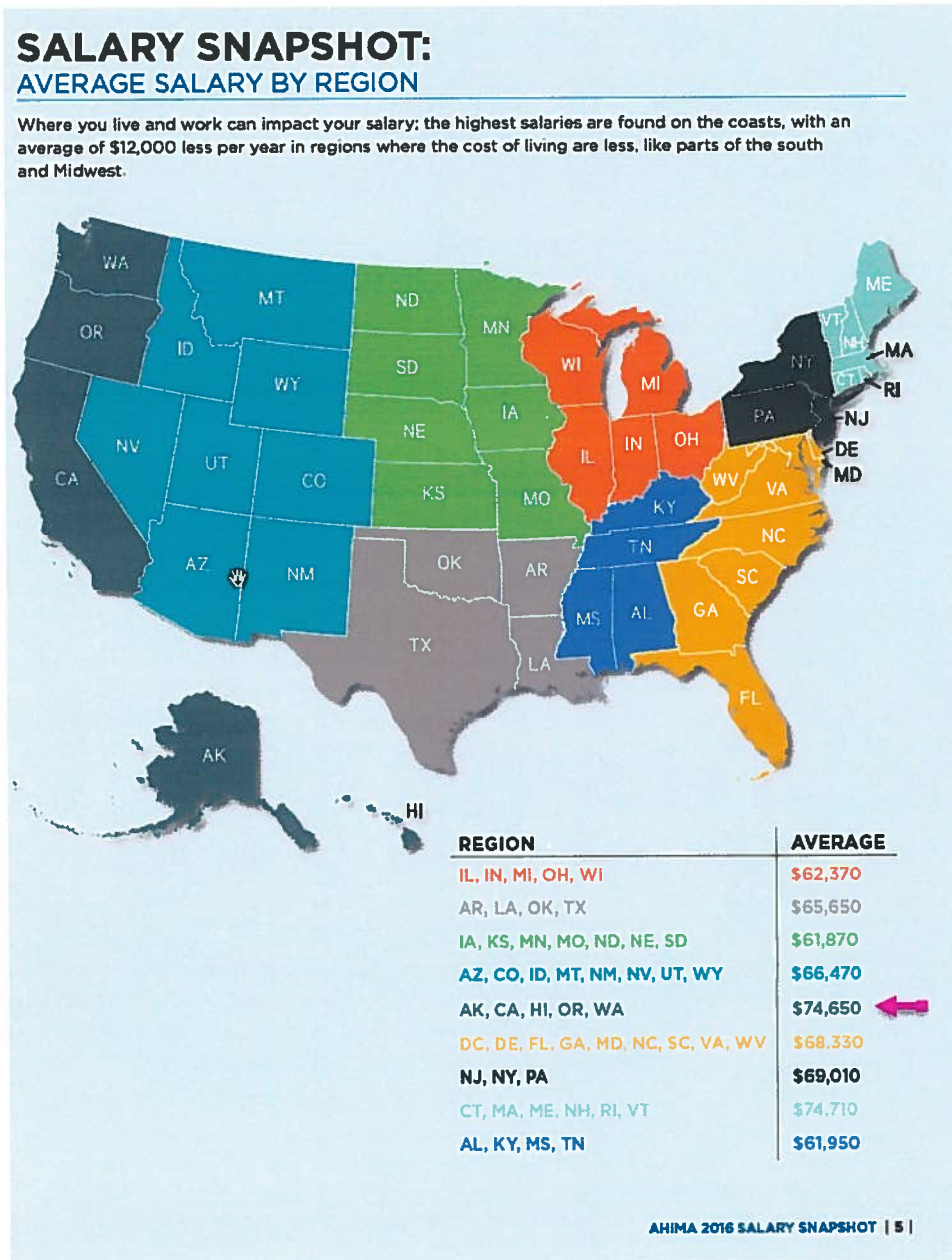 SALARY SNAPSHOT:
AVERAGE SALARY BY REGION
Where you live and work can impact your salary; the highest salaries are found on the coasts, with an
average of $12,000 less per year in regions where the cost of living are less, like parts of the south
and Midwest.
WA
MT
ND
MN
ME
VT
NH
OR
ID
SD
WI
MI
NY
MA
WY
CT
RI
NE
IA
PA
NJ
NV
UT
CO
IL
IN
OH
DE
CA
KS
MO
WV
VA
MD
KY
AZ
NM
OK
AR
TN
NC
SC
TX
LA
MS
AL
GA
FL
AK
HI
REGION AVERAGE
IL, IN, MI, OH, WI $62,370
AR, LA, OK, TX $65,650
IA, KS, MN, MO, ND, NE, SD $61,870
AZ, CO, ID, MT, NM, NV, UT, WY $66,470
AK, CA, HI, OR, WA $74,650
DC, DE, FL, GA, MD, NC, SC, VA, WV $68,330
NJ, NY, PA $69,010
CT, MA, ME, NH, RI, VT $74,710
AL, KY, MS, TN $61,950
AHIMA 2016 SALARY SNAPSHOT | 5 |